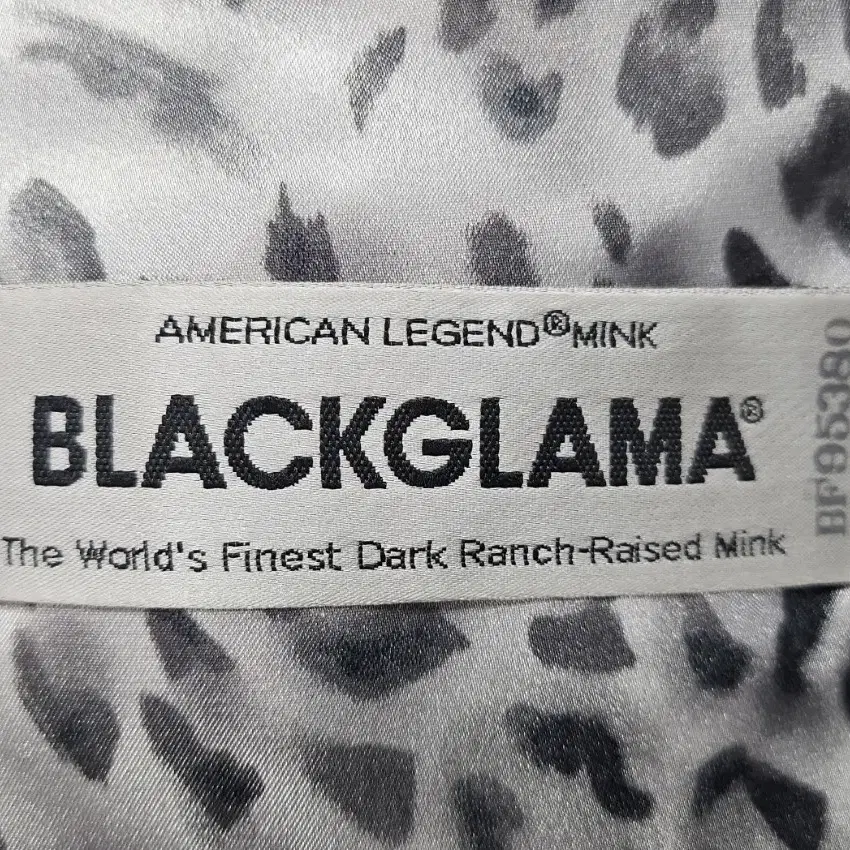 AMERICAN LEGEND®MINK
BLACKGLAMA®
The World's Finest Dark Ranch-Raised Mink
BF95380